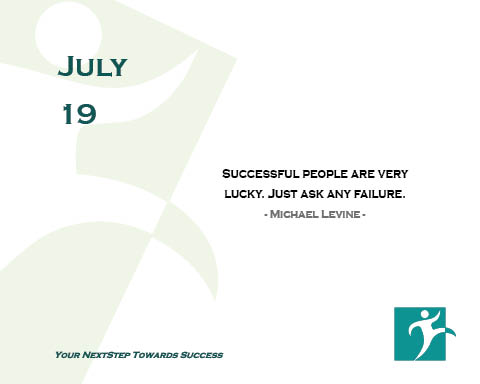 July
19
Successful people are very
lucky. Just ask any failure.
- Michael Levine -
Your NextStep Towards Success